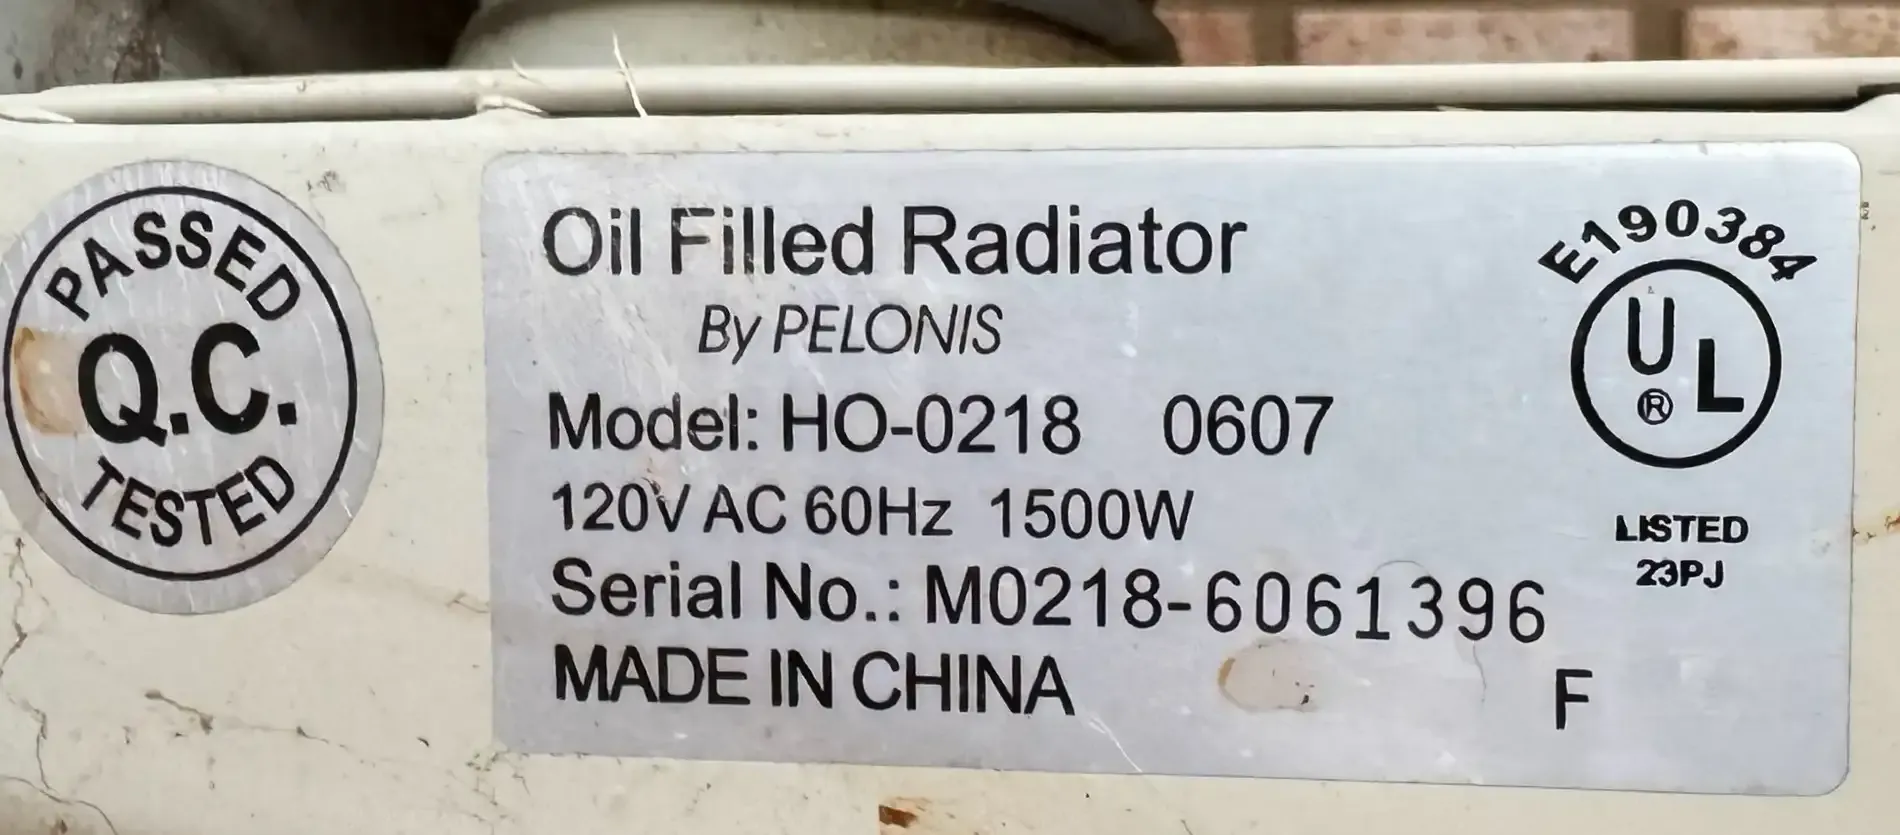 PASSED
Q.C.
TESTED
Oil Filled Radiator
By PELONIS
Model: HO-0218 0607
120V AC 60Hz 1500W
Serial No.: M0218-6061396
MADE IN CHINA
F
E190384
UL
®
LISTED
23PJ